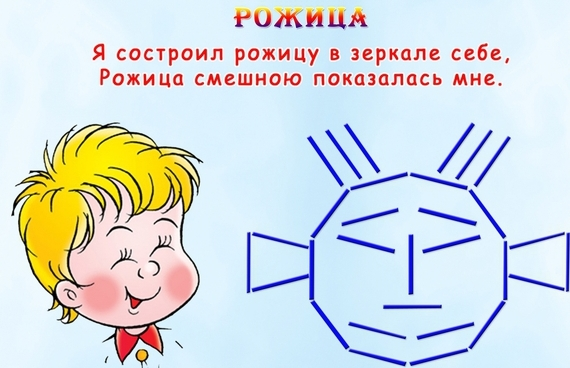 РОЖИЦА
Я состроил рожицу в зеркале себе,
Рожица смешною показалась мне.